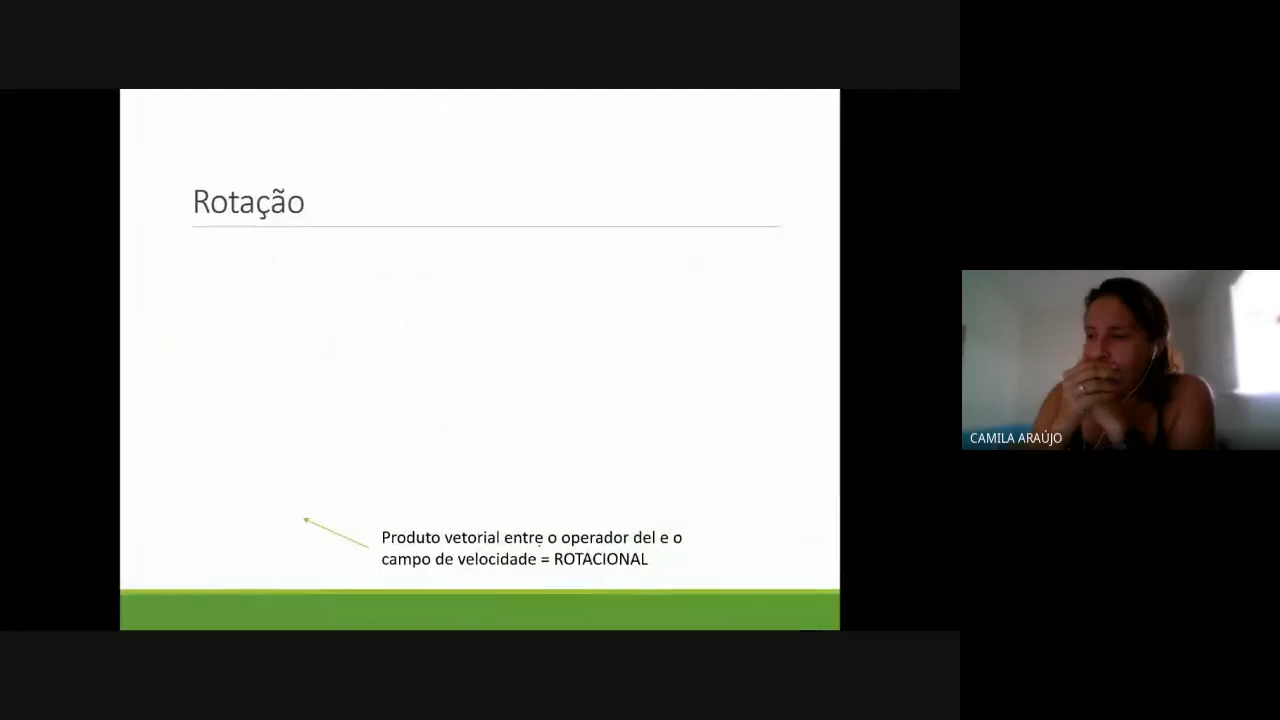 Rotação
Produto vetorial entre o operador del e o
campo de velocidade = ROTACIONAL
CAMILA ARAÚJO